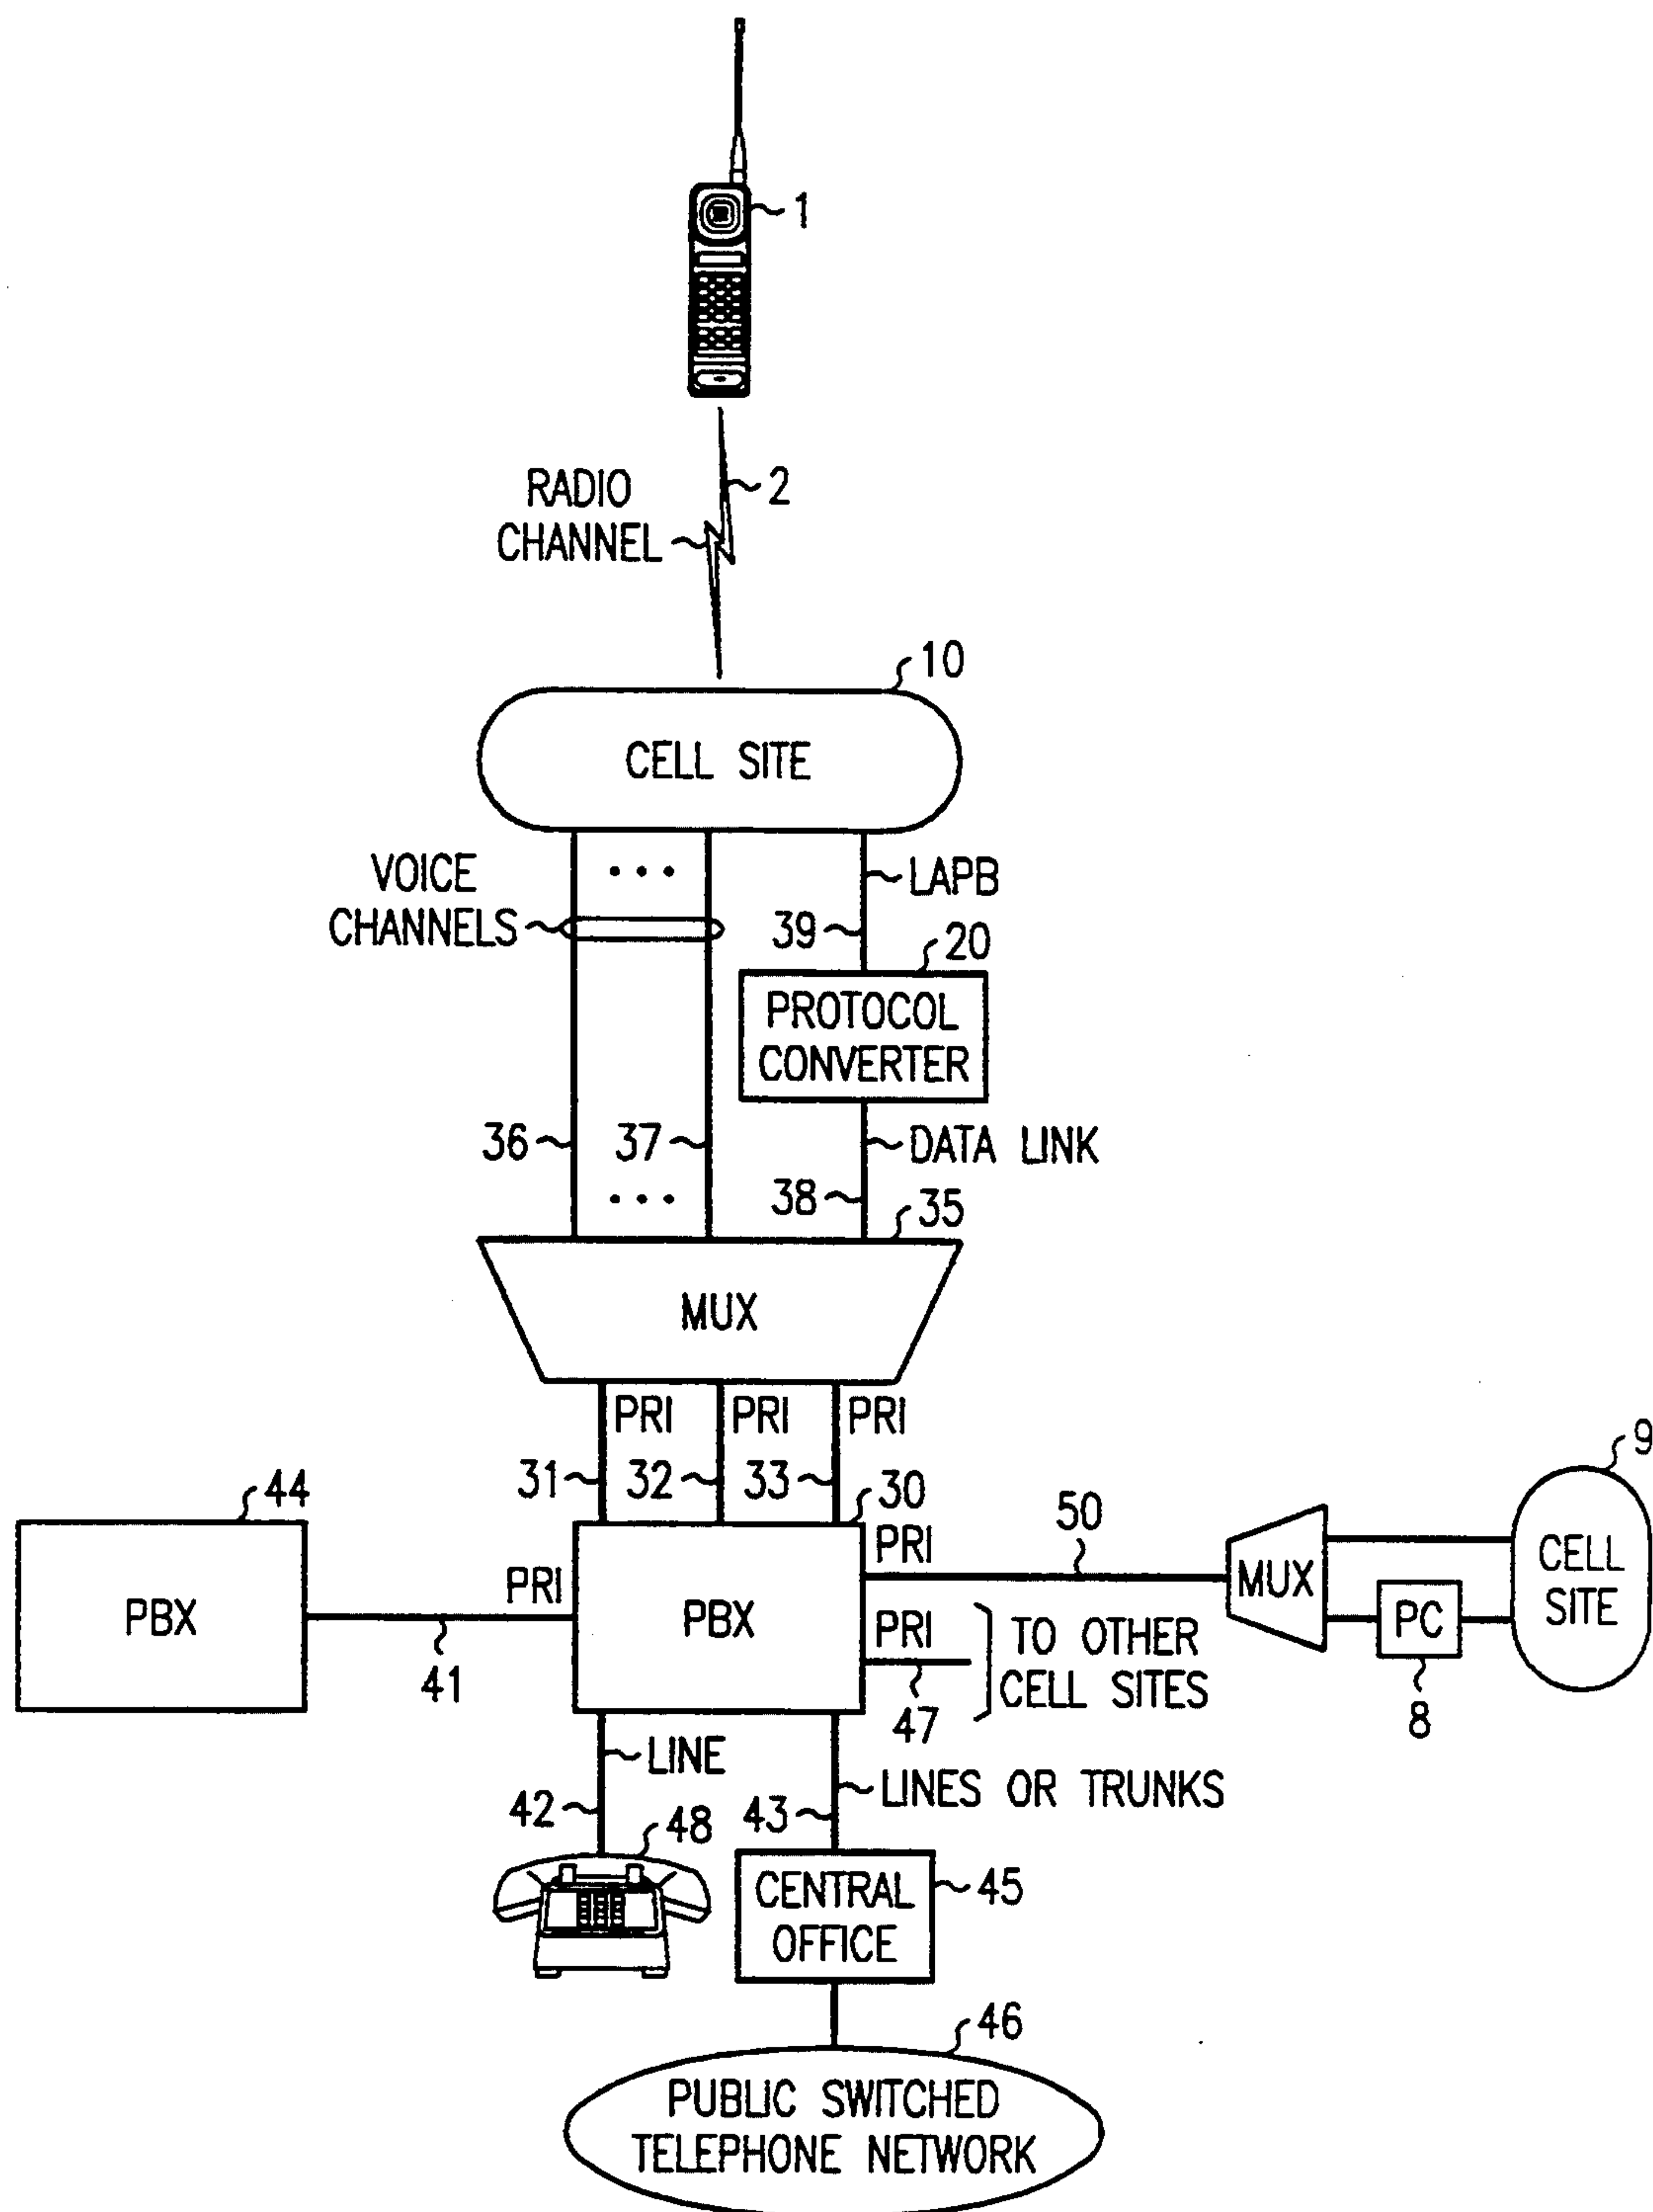 1
RADIO
CHANNEL
2
10
CELL SITE
VOICE
CHANNELS
LAPB
39
20
PROTOCOL
CONVERTER
36
37
DATA LINK
38
35
MUX
PRI
PRI
PRI
31
32
33
30
44
PBX
PRI
41
PBX
PRI
50
MUX
PC
8
9
CELL
SITE
PRI
47
TO OTHER
CELL SITES
LINE
42
48
LINES OR TRUNKS
43
CENTRAL
OFFICE
45
46
PUBLIC SWITCHED
TELEPHONE NETWORK